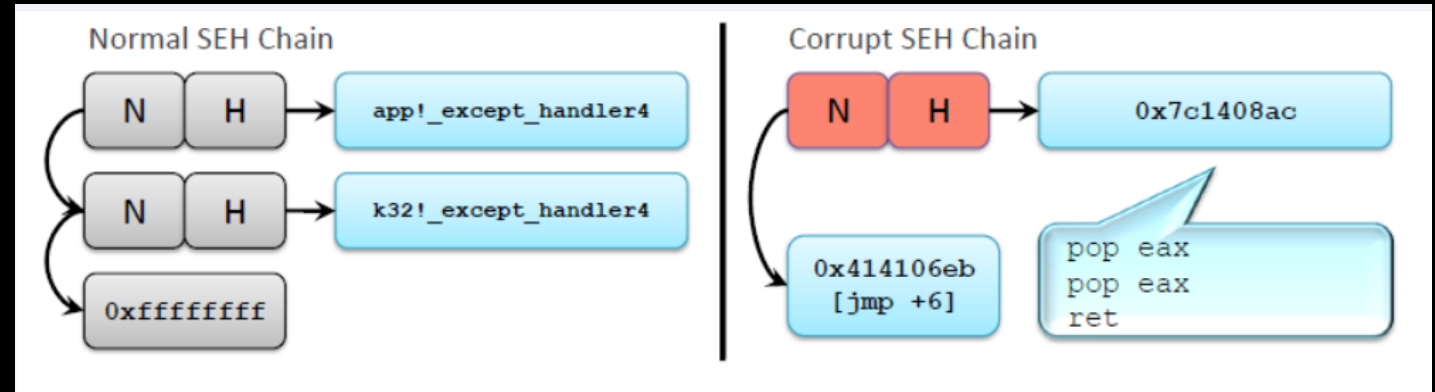 Normal SEH Chain
N H app!_except_handler4
N H k32!_except_handler4
0xffffffff
Corrupt SEH Chain
N H 0x7c1408ac
0x414106eb
[jmp +6]
pop eax
pop eax
ret